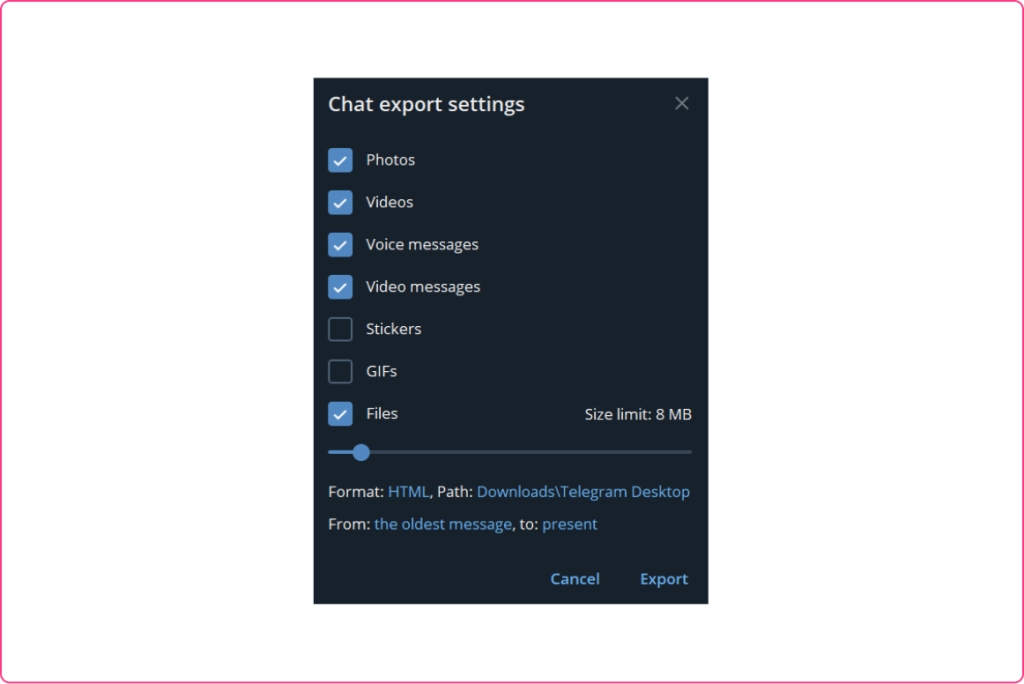 Chat export settings
Photos
Videos
Voice messages
Video messages
Stickers
GIFs
Files Size limit: 8 MB
Format: HTML, Path: Downloads\Telegram Desktop
From: the oldest message, to: present
Cancel Export